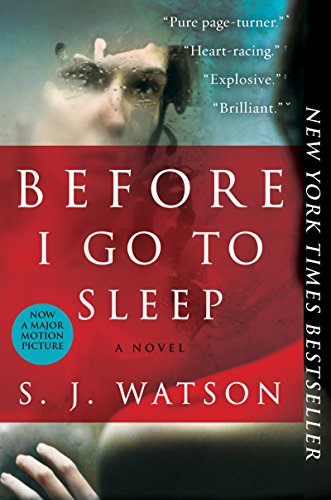 “Pure page-turner.”
“Heart-racing.”
“Explosive.”
“Brilliant.”
NEW YORK TIMES BESTSELLER
BEFORE
I GO TO
SLEEP
NOW
A MAJOR
MOTION
PICTURE
A NOVEL
S. J. WATSON